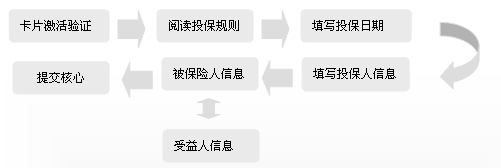 卡片激活验证
阅读投保规则
填写投保日期
填写投保人信息
被保险人信息
提交核心
受益人信息